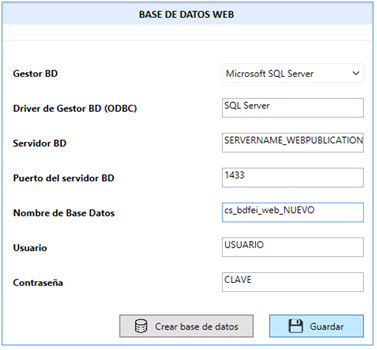 BASE DE DATOS WEB
Gestor BD Microsoft SQL Server
Driver de Gestor BD (ODBC) SQL Server
Servidor BD SERVERNAME_WEBPUBLICATION
Puerto del servidor BD 1433
Nombre de Base Datos cs_bdfei_web_NUEVO
Usuario USUARIO
Contraseña CLAVE
Crear base de datos Guardar